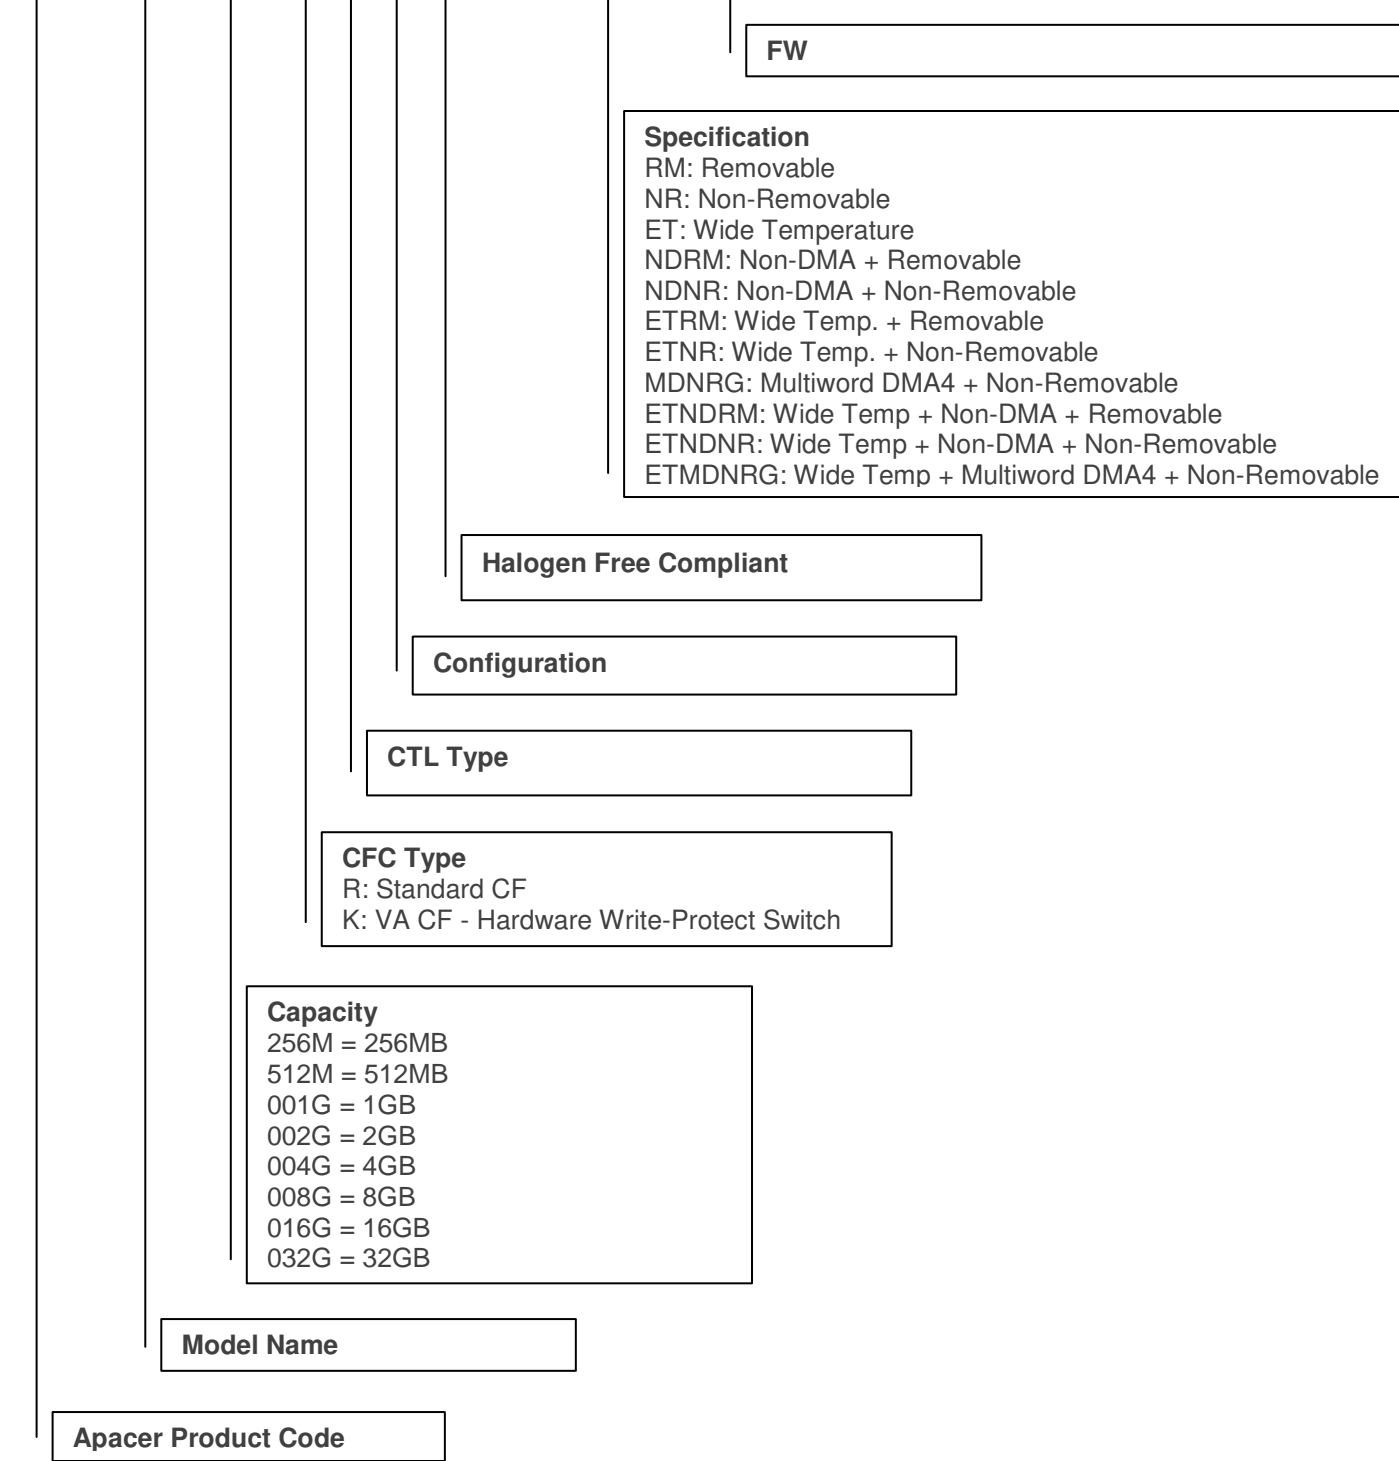 FW
Specification
RM: Removable
NR: Non-Removable
ET: Wide Temperature
NDRM: Non-DMA + Removable
NDNR: Non-DMA + Non-Removable
ETRM: Wide Temp. + Removable
ETNR: Wide Temp. + Non-Removable
MDNRG: Multiword DMA4 + Non-Removable
ETNDRM: Wide Temp + Non-DMA + Removable
ETNDNR: Wide Temp + Non-DMA + Non-Removable
ETMDNRG: Wide Temp + Multiword DMA4 + Non-Removable
Halogen Free Compliant
Configuration
CTL Type
CFC Type
R: Standard CF
K: VA CF - Hardware Write-Protect Switch
Capacity
256M = 256MB
512M = 512MB
001G = 1GB
002G = 2GB
004G = 4GB
008G = 8GB
016G = 16GB
032G = 32GB
Model Name
Apacer Product Code